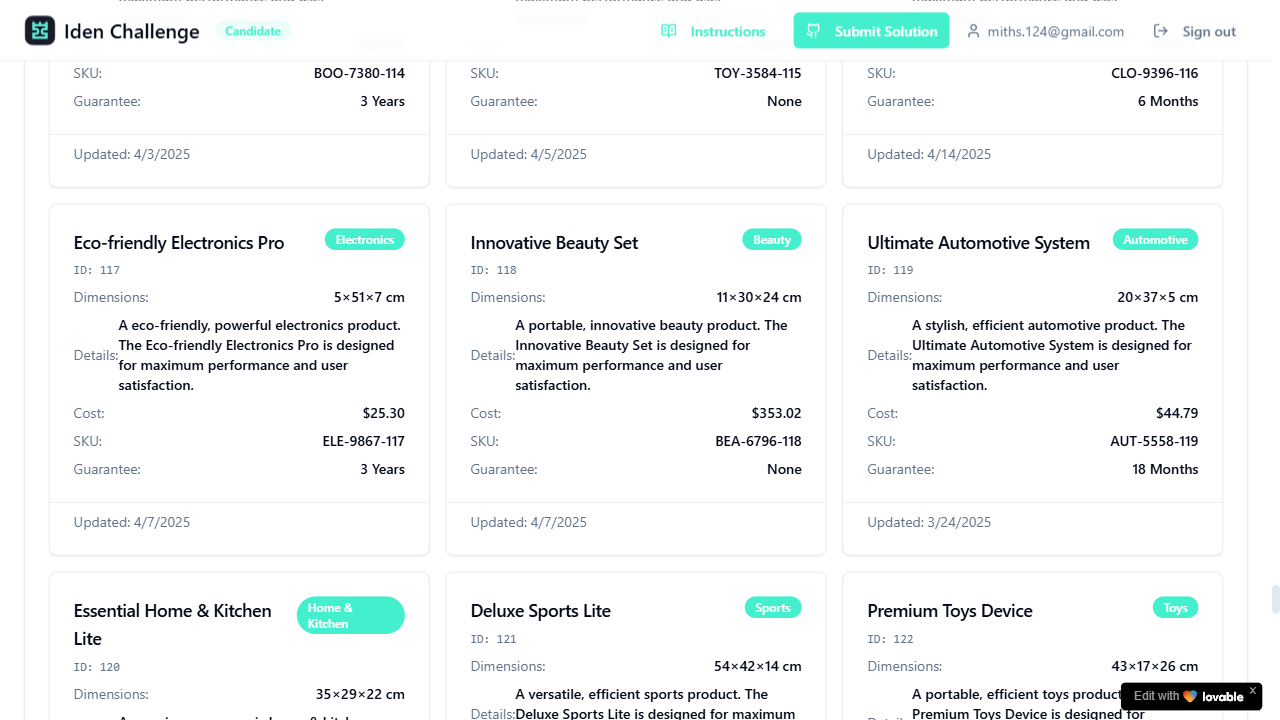 Iden Challenge
Candidate
Instructions
Submit Solution
miths.124@gmail.com
Sign out
SKU: BOO-7380-114
Guarantee: 3 Years
Updated: 4/3/2025
SKU: TOY-3584-115
Guarantee: None
Updated: 4/5/2025
SKU: CLO-9396-116
Guarantee: 6 Months
Updated: 4/14/2025
Eco-friendly Electronics Pro
Electronics
ID: 117
Dimensions: 5×51×7 cm
Details:
A eco-friendly, powerful electronics product.
The Eco-friendly Electronics Pro is designed
for maximum performance and user
satisfaction.
Cost: $25.30
SKU: ELE-9867-117
Guarantee: 3 Years
Updated: 4/7/2025
Innovative Beauty Set
Beauty
ID: 118
Dimensions: 11×30×24 cm
Details:
A portable, innovative beauty product. The
Innovative Beauty Set is designed for
maximum performance and user
satisfaction.
Cost: $353.02
SKU: BEA-6796-118
Guarantee: None
Updated: 4/7/2025
Ultimate Automotive System
Automotive
ID: 119
Dimensions: 20×37×5 cm
Details:
A stylish, efficient automotive product. The
Ultimate Automotive System is designed for
maximum performance and user
satisfaction.
Cost: $44.79
SKU: AUT-5558-119
Guarantee: 18 Months
Updated: 3/24/2025
Essential Home & Kitchen
Lite
Home &
Kitchen
ID: 120
Dimensions: 35×29×22 cm
Deluxe Sports Lite
Sports
ID: 121
Dimensions: 54×42×14 cm
Details:
A versatile, efficient sports product. The
Deluxe Sports Lite is designed for maximum
Premium Toys Device
Toys
ID: 122
Dimensions: 43×17×26 cm
A portable, efficient toys product
Premium Toys Device is designed for
Edit with lovable